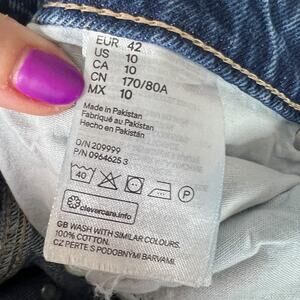 EUR 42
US 10
CA 10
CN 170/80A
MX 10
Made in Pakistan
Fabriqué au Pakistan
Hecho en Pakistán
O/N 209999
P/N 0964625 3
40
P
clevercare.info
GB WASH WITH SIMILAR COLOURS.
100% COTTON.
CZ PERTE S PODOBNÝMI BARVAMI.